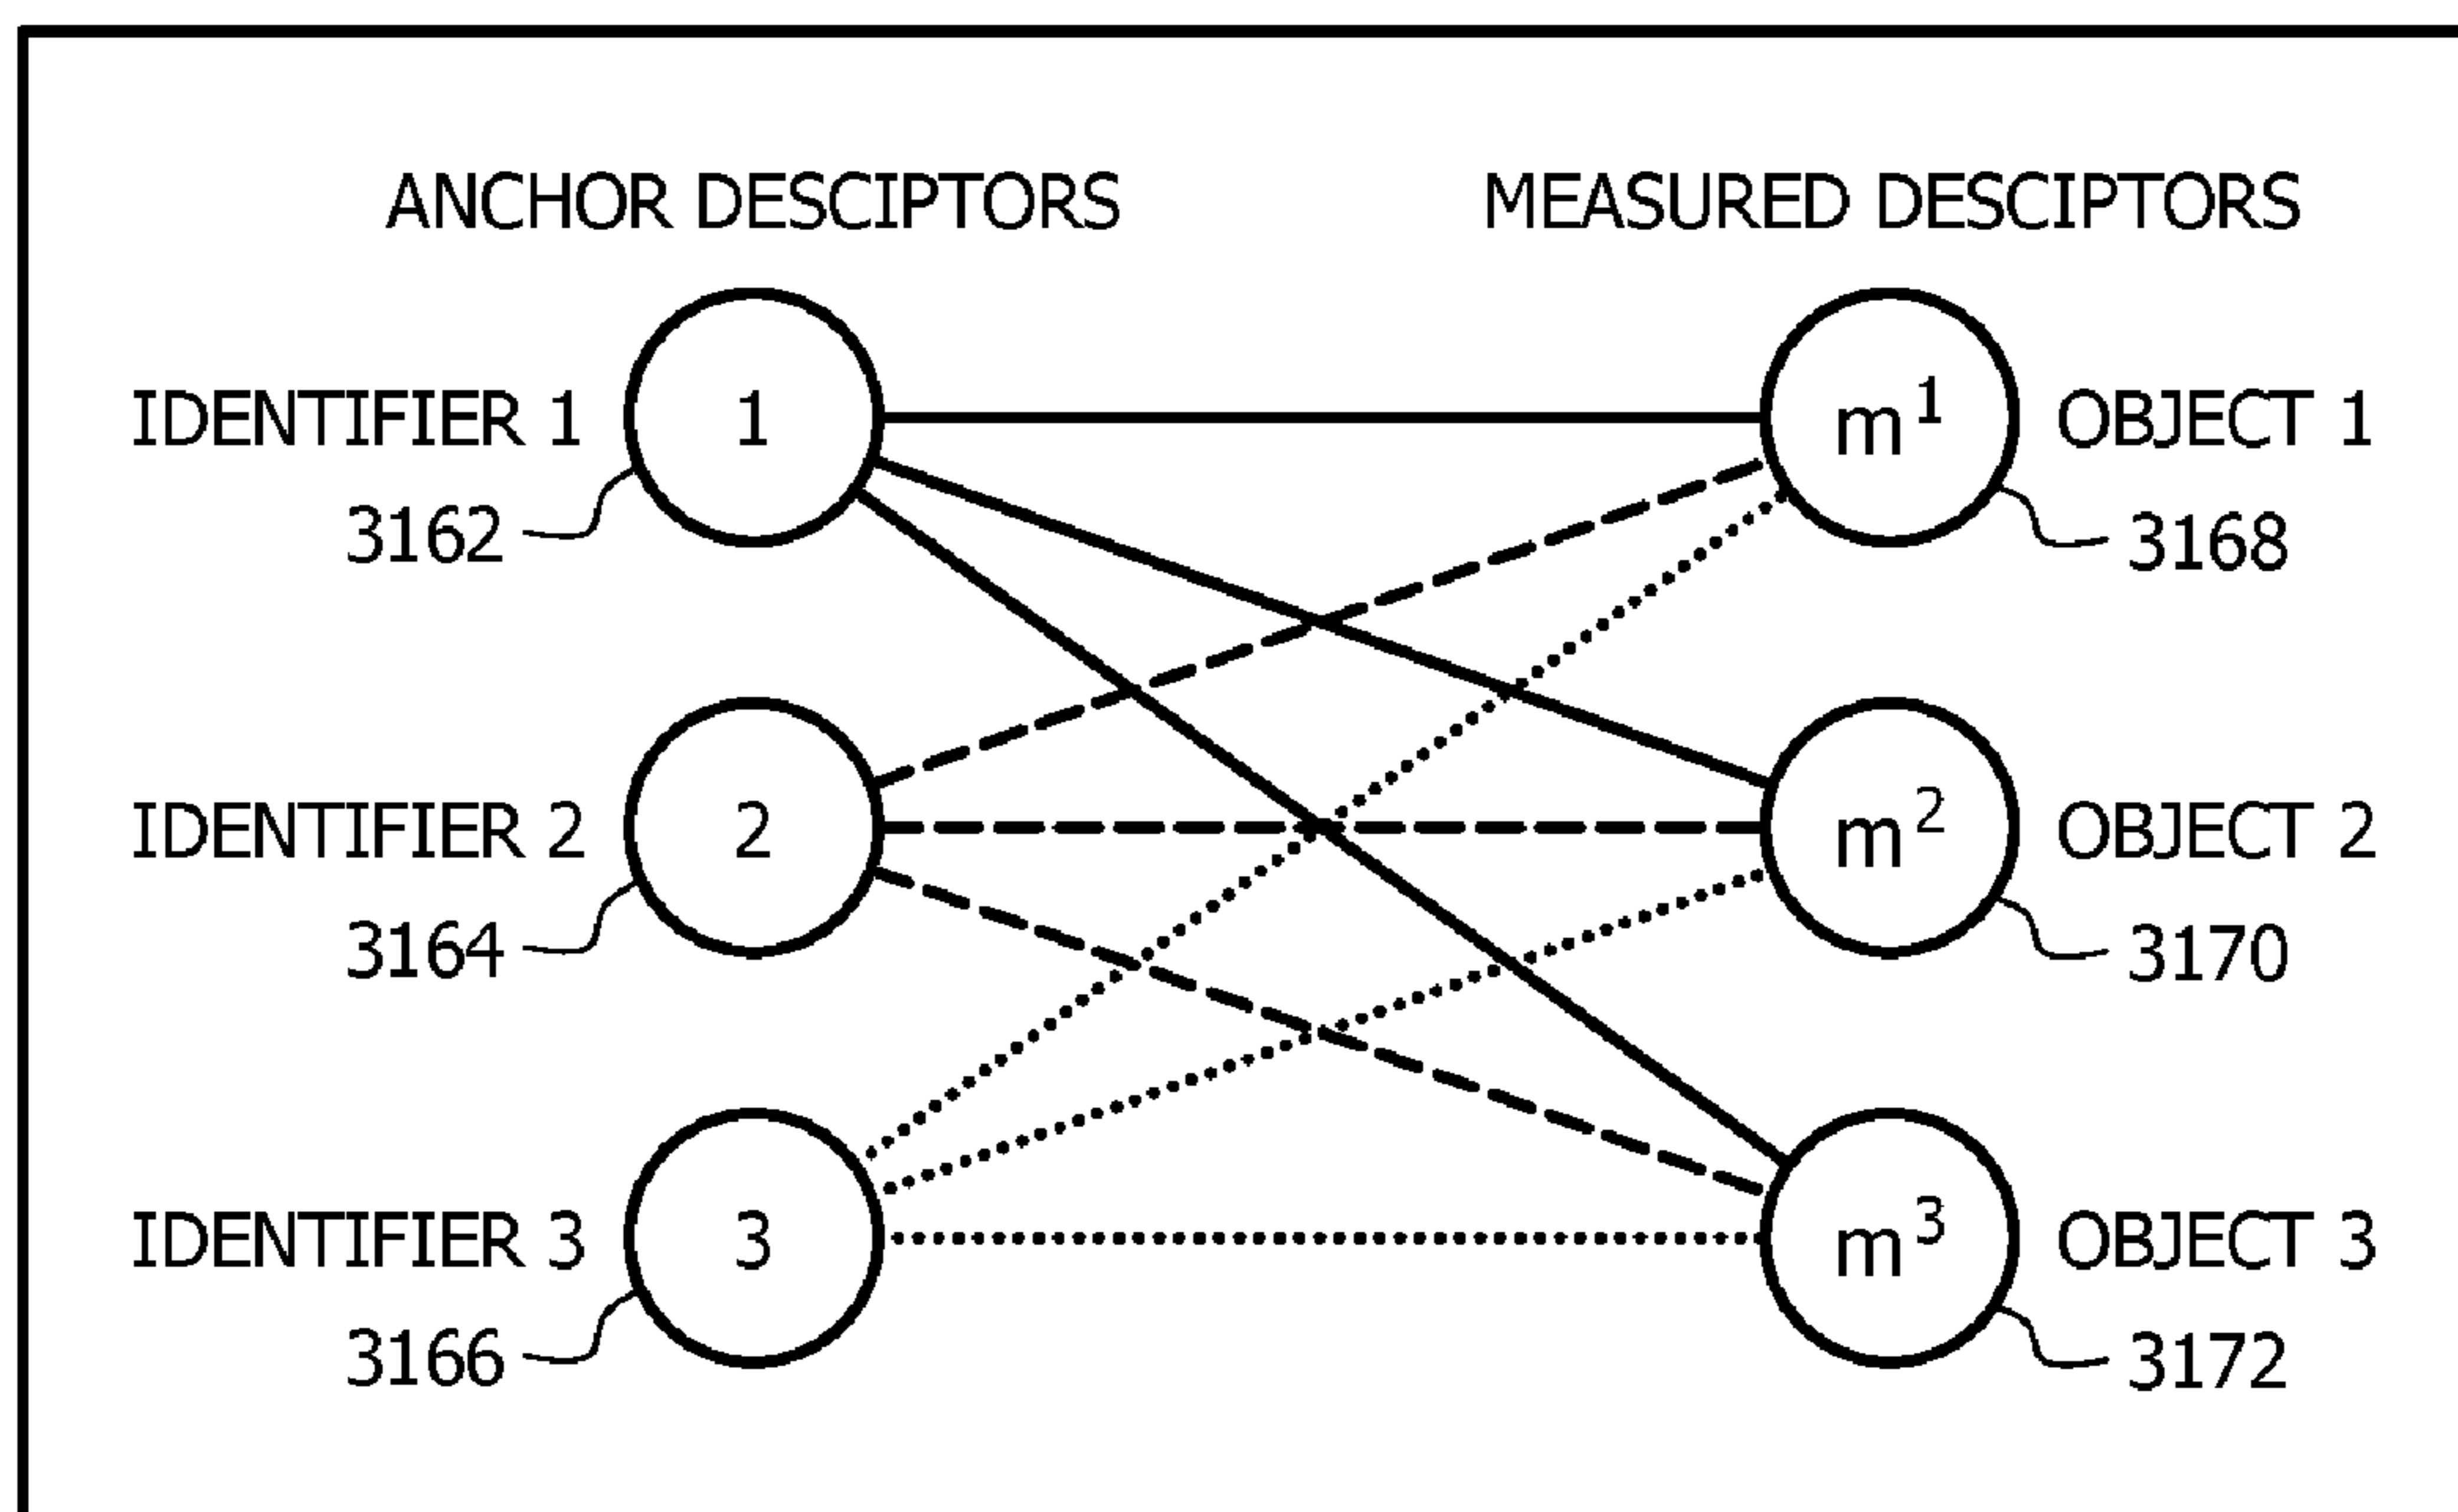 ANCHOR DESCIPTORS MEASURED DESCIPTORS
IDENTIFIER 1 1 m¹ OBJECT 1
3162 3168
IDENTIFIER 2 2 m² OBJECT 2
3164 3170
IDENTIFIER 3 3 m³ OBJECT 3
3166 3172